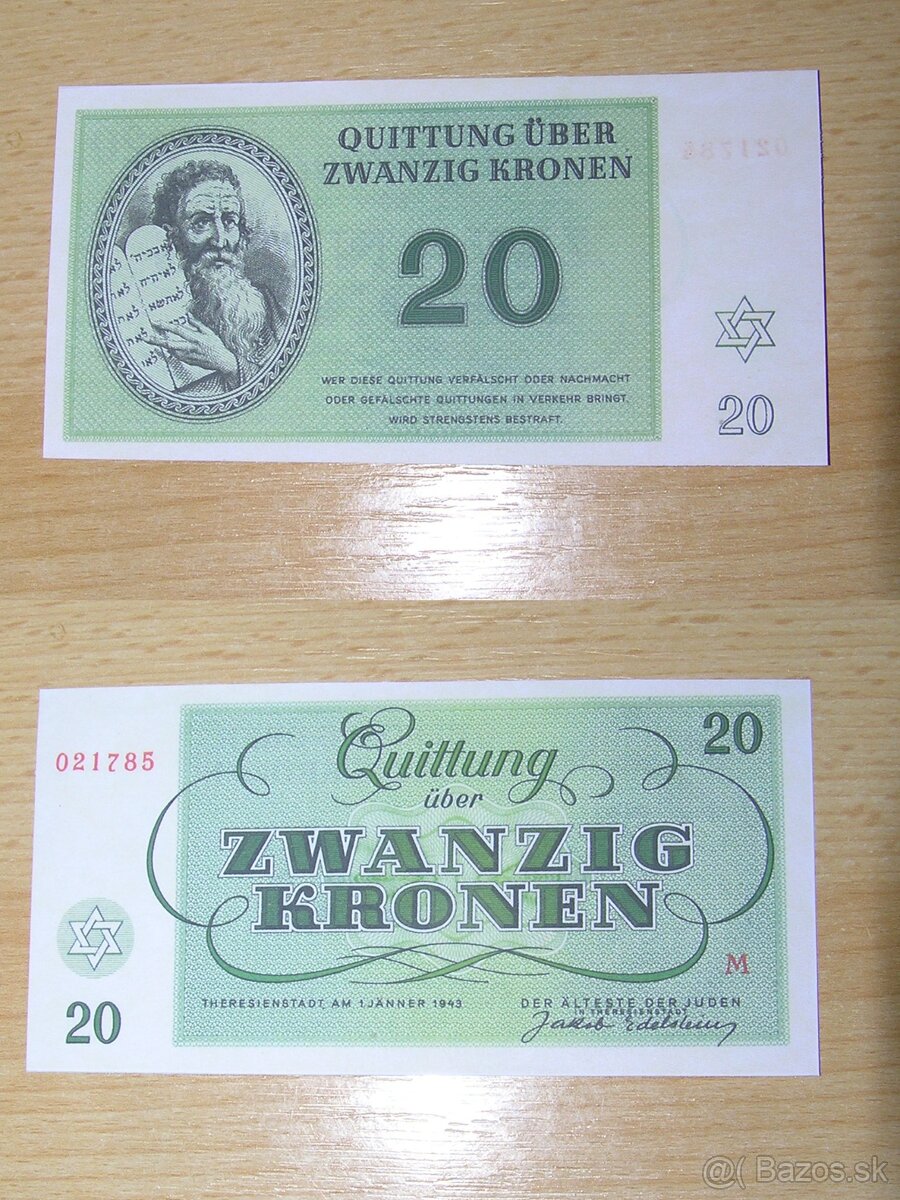 QUITTUNG ÜBER
ZWANZIG KRONEN
20
WER DIESE QUITTUNG VERFÄLSCHT ODER NACHMACHT
ODER GEFÄLSCHTE QUITTUNGEN IN VERKEHR BRINGT,
WIRD STRENGSTENS BESTRAFT.
20
021785
Quittung
über
ZWANZIG
KRONEN
20
M
20
THERESIENSTADT AM 1. JÄNNER 1943
DER ÄLTESTE DER JUDEN
IN THERESIENSTADT
Jakob Edelstein
@( Bazos.sk